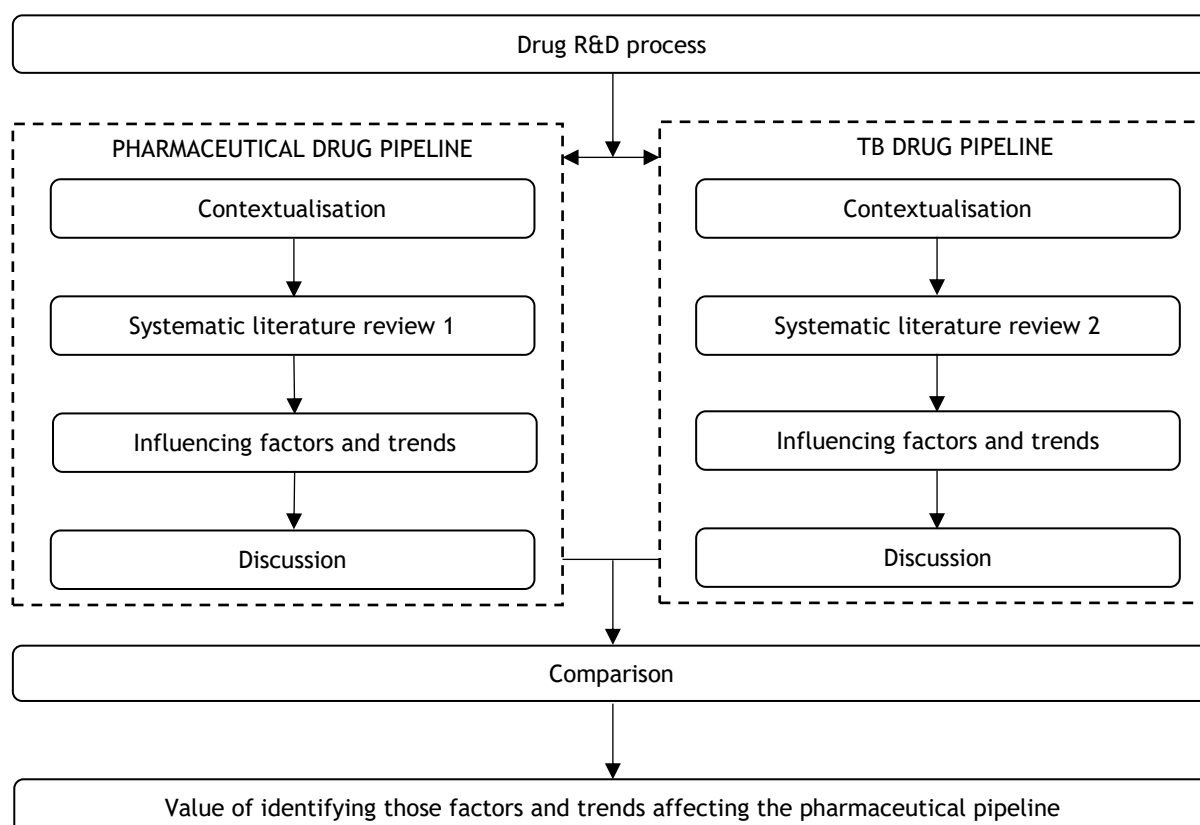 Drug R&D process
PHARMACEUTICAL DRUG PIPELINE
Contextualisation
Systematic literature review 1
Influencing factors and trends
Discussion
TB DRUG PIPELINE
Contextualisation
Systematic literature review 2
Influencing factors and trends
Discussion
Comparison
Value of identifying those factors and trends affecting the pharmaceutical pipeline